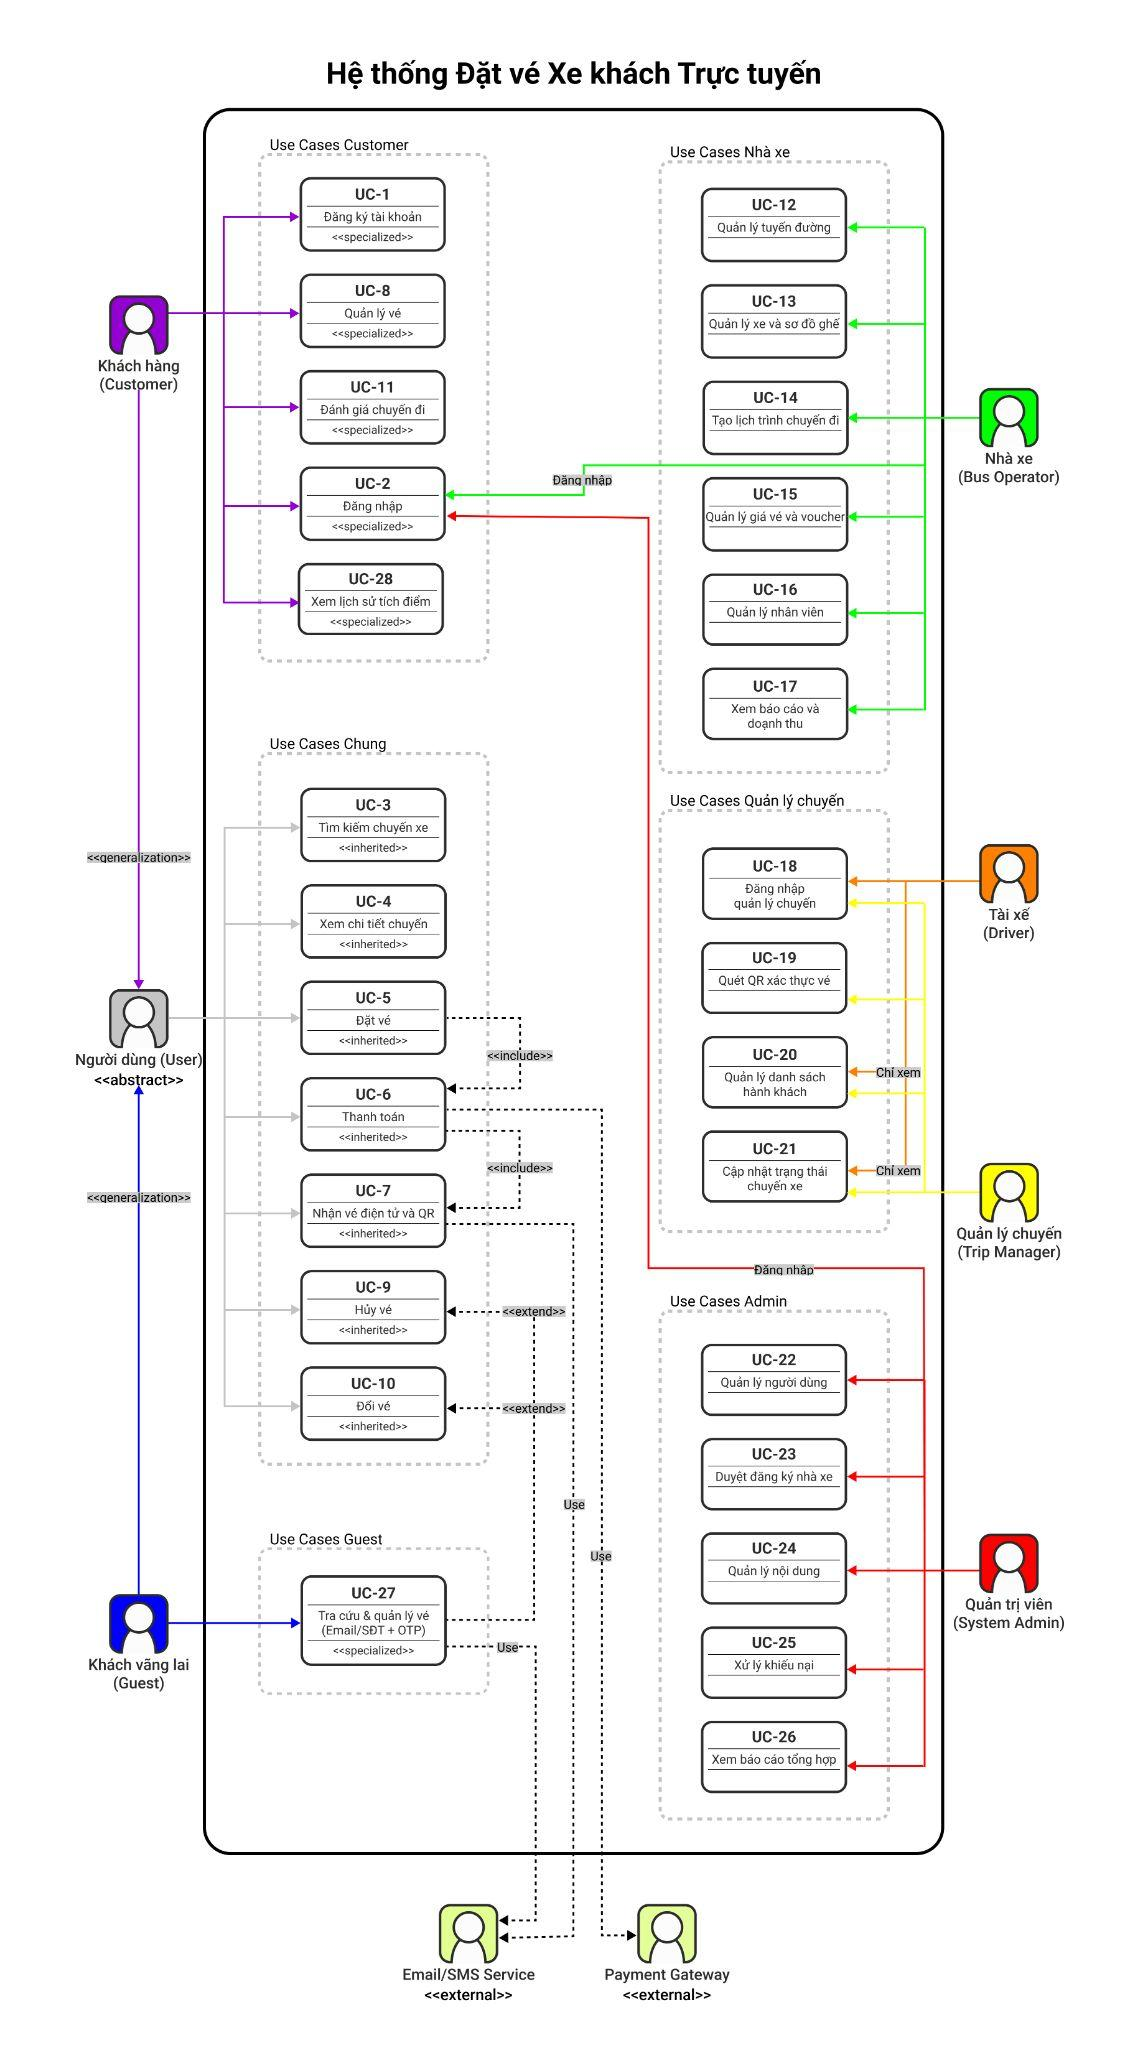 Hệ thống Đặt vé Xe khách Trực tuyến
Use Cases Customer
UC-1
Đăng ký tài khoản
<<specialized>>
UC-8
Quản lý vé
<<specialized>>
UC-11
Đánh giá chuyến đi
<<specialized>>
UC-2
Đăng nhập
<<specialized>>
UC-28
Xem lịch sử tích điểm
<<specialized>>
Khách hàng
(Customer)
Use Cases Nhà xe
UC-12
Quản lý tuyến đường
UC-13
Quản lý xe và sơ đồ ghế
UC-14
Tạo lịch trình chuyến đi
Đăng nhập
UC-15
Quản lý giá vé và voucher
UC-16
Quản lý nhân viên
UC-17
Xem báo cáo và
doạnh thu
Nhà xe
(Bus Operator)
Use Cases Chung
UC-3
Tìm kiếm chuyến xe
<<inherited>>
UC-4
Xem chi tiết chuyến
<<inherited>>
UC-5
Đặt vé
<<inherited>>
<<include>>
UC-6
Thanh toán
<<inherited>>
<<include>>
UC-7
Nhận vé điện tử và QR
<<inherited>>
UC-9
Hủy vé
<<inherited>>
<<extend>>
UC-10
Đổi vé
<<inherited>>
<<extend>>
<<generalization>>
Người dùng (User)
<<abstract>>
<<generalization>>
Use Cases Quản lý chuyến
UC-18
Đăng nhập
quản lý chuyến
UC-19
Quét QR xác thực vé
UC-20
Quản lý danh sách
hành khách
Chỉ xem
UC-21
Cập nhật trạng thái
chuyến xe
Chỉ xem
Tài xế
(Driver)
Quản lý chuyến
(Trip Manager)
Đăng nhập
Use Cases Admin
UC-22
Quản lý người dùng
UC-23
Duyệt đăng ký nhà xe
UC-24
Quản lý nội dung
UC-25
Xử lý khiếu nại
UC-26
Xem báo cáo tổng hợp
Quản trị viên
(System Admin)
Use
Use
Use Cases Guest
UC-27
Tra cứu & quản lý vé
(Email/SĐT + OTP)
<<specialized>>
Use
Khách vãng lai
(Guest)
Email/SMS Service
<<external>>
Payment Gateway
<<external>>